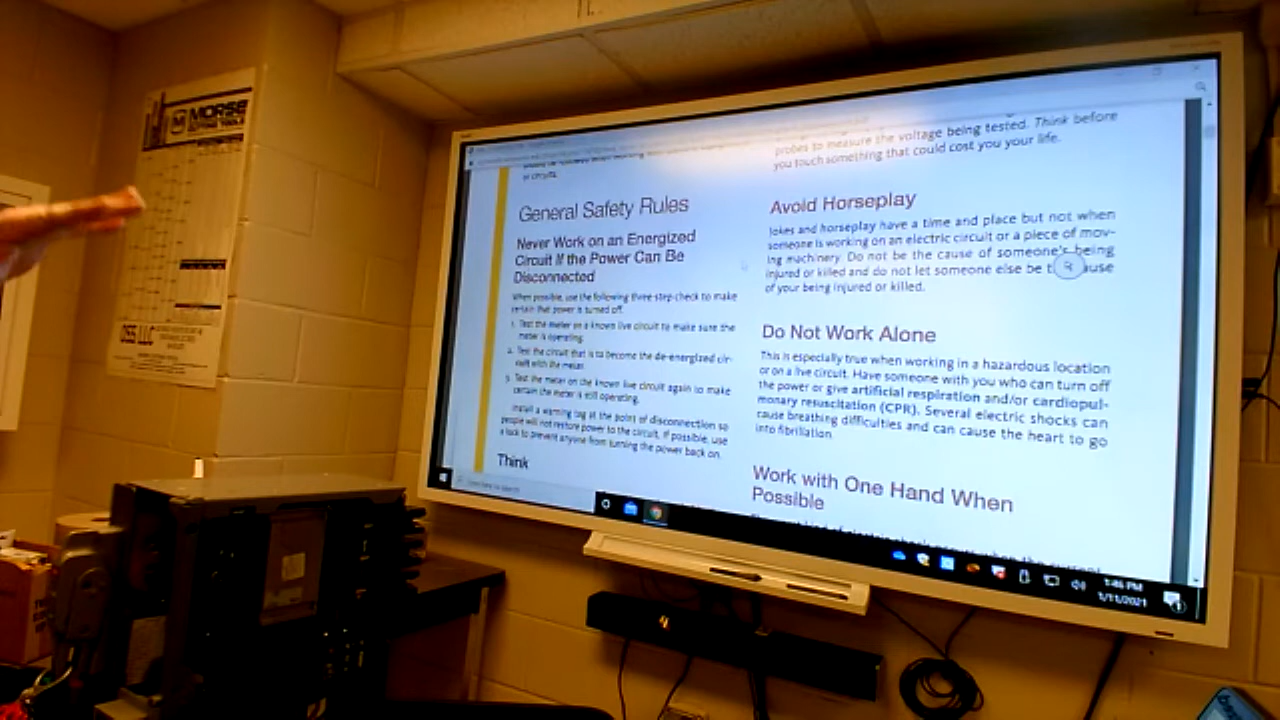 MORSE
OSS LLC
or circuits.
General Safety Rules
Never Work on an Energized
Circuit If the Power Can Be
Disconnected
When possible, use the following three-step check to make
certain that power is turned off.
1. Test the meter on a known live circuit to make sure the
meter is operating.
2. Test the circuit that is to become the de-energized cir-
cuit with the meter.
3. Test the meter on the known live circuit again to make
certain the meter is still operating.
Install a warning tag at the point of disconnection so
people will not restore power to the circuit. If possible, use
a lock to prevent anyone from turning the power back on.
Think
probes to measure the voltage being tested. Think before
you touch something that could cost you your life.
Avoid Horseplay
Jokes and horseplay have a time and place but not when
someone is working on an electric circuit or a piece of mov-
ing machinery. Do not be the cause of someone's being
injured or killed and do not let someone else be the cause
of your being injured or killed.
Do Not Work Alone
This is especially true when working in a hazardous location
or on a live circuit. Have someone with you who can turn off
the power or give artificial respiration and/or cardiopul-
monary resuscitation (CPR). Several electric shocks can
cause breathing difficulties and can cause the heart to go
into fibrillation.
Work with One Hand When
Possible
1:46 PM
1/11/2021